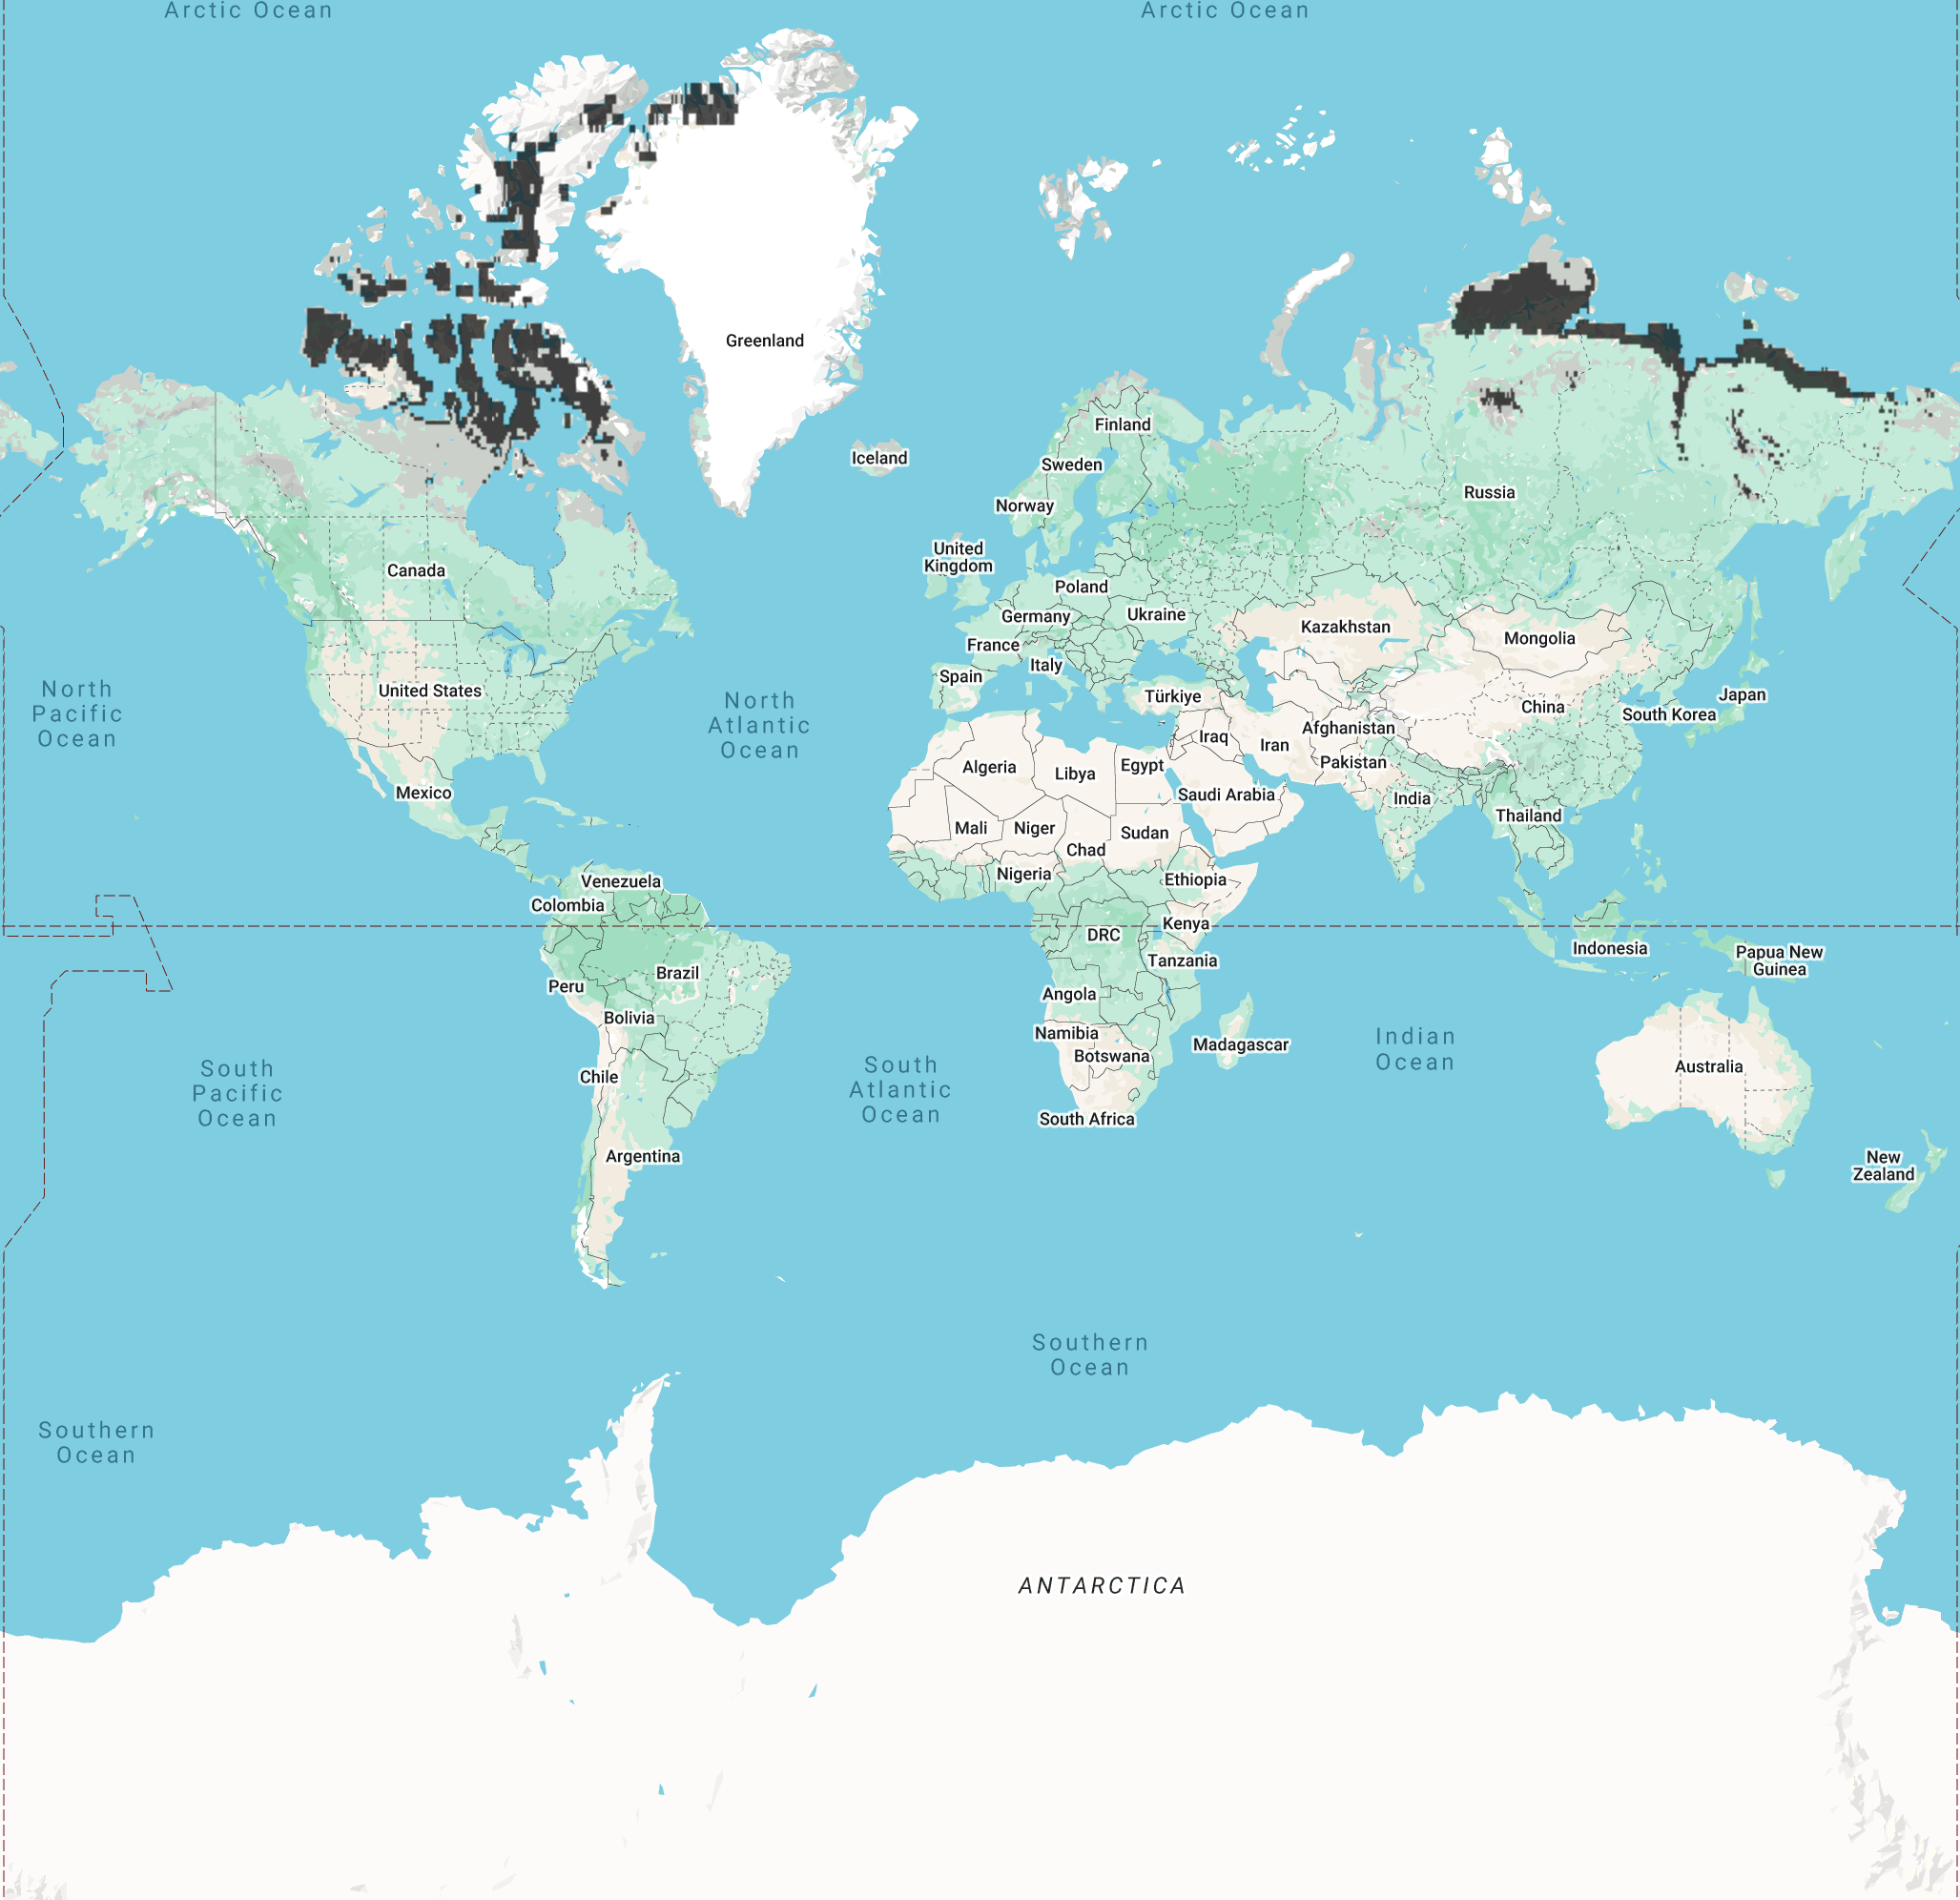 Arctic Ocean
Arctic Ocean
Greenland
Finland
Iceland
Sweden
Russia
Norway
United
Kingdom
Canada
Poland
Germany
Ukraine
Kazakhstan
Mongolia
France
Italy
Spain
United States
Türkiye
North
Pacific
Ocean
North
Atlantic
Ocean
Japan
China
South Korea
Afghanistan
Iraq
Iran
Pakistan
Algeria
Libya
Egypt
Saudi Arabia
India
Mexico
Thailand
Mali
Niger
Sudan
Chad
Nigeria
Ethiopia
Venezuela
Colombia
Kenya
DRC
Indonesia
Tanzania
Papua New
Guinea
Brazil
Peru
Angola
Bolivia
Namibia
Madagascar
Botswana
Indian
Ocean
Australia
Chile
South
Pacific
Ocean
South
Atlantic
Ocean
South Africa
Argentina
New
Zealand
Southern
Ocean
Southern
Ocean
ANTARCTICA